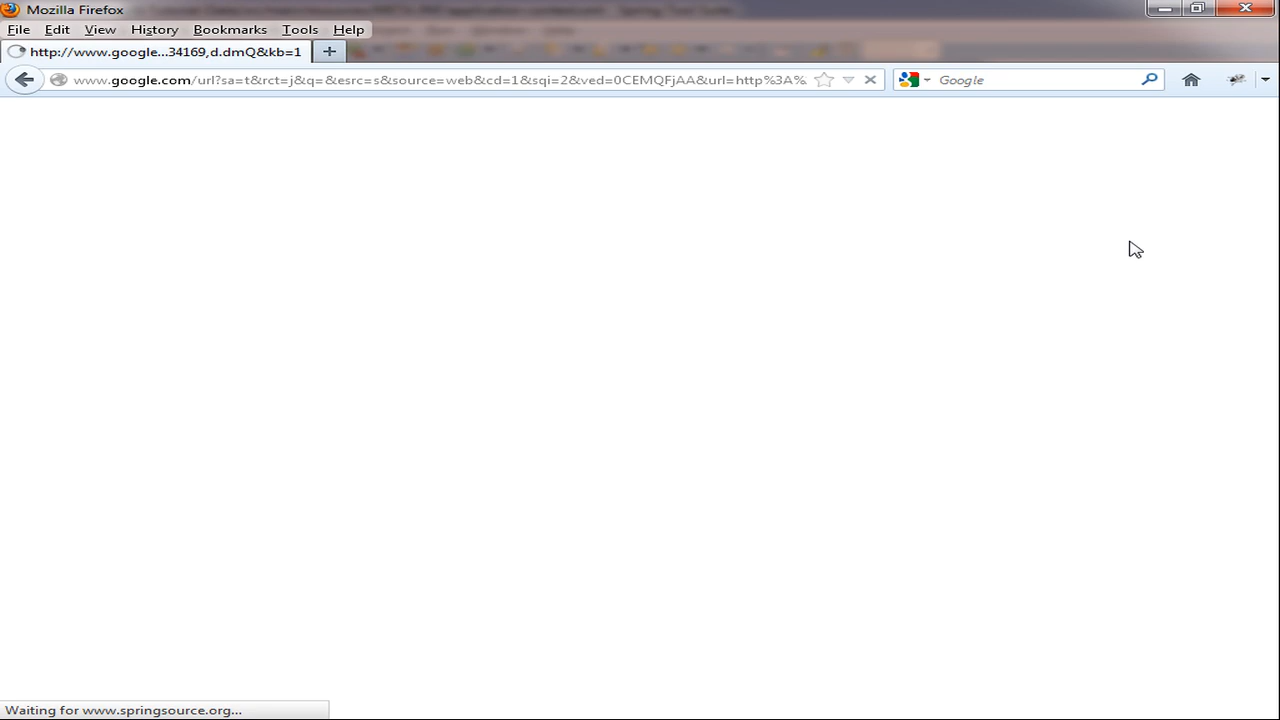 Mozilla Firefox
File Edit View History Bookmarks Tools Help
http://www.google...34169,d.dmQ&kb=1
www.google.com/url?sa=t&rct=j&q=&esrc=s&source=web&cd=1&sqi=2&ved=0CEMQFjAA&url=http%3A%
Google
Waiting for www.springsource.org...